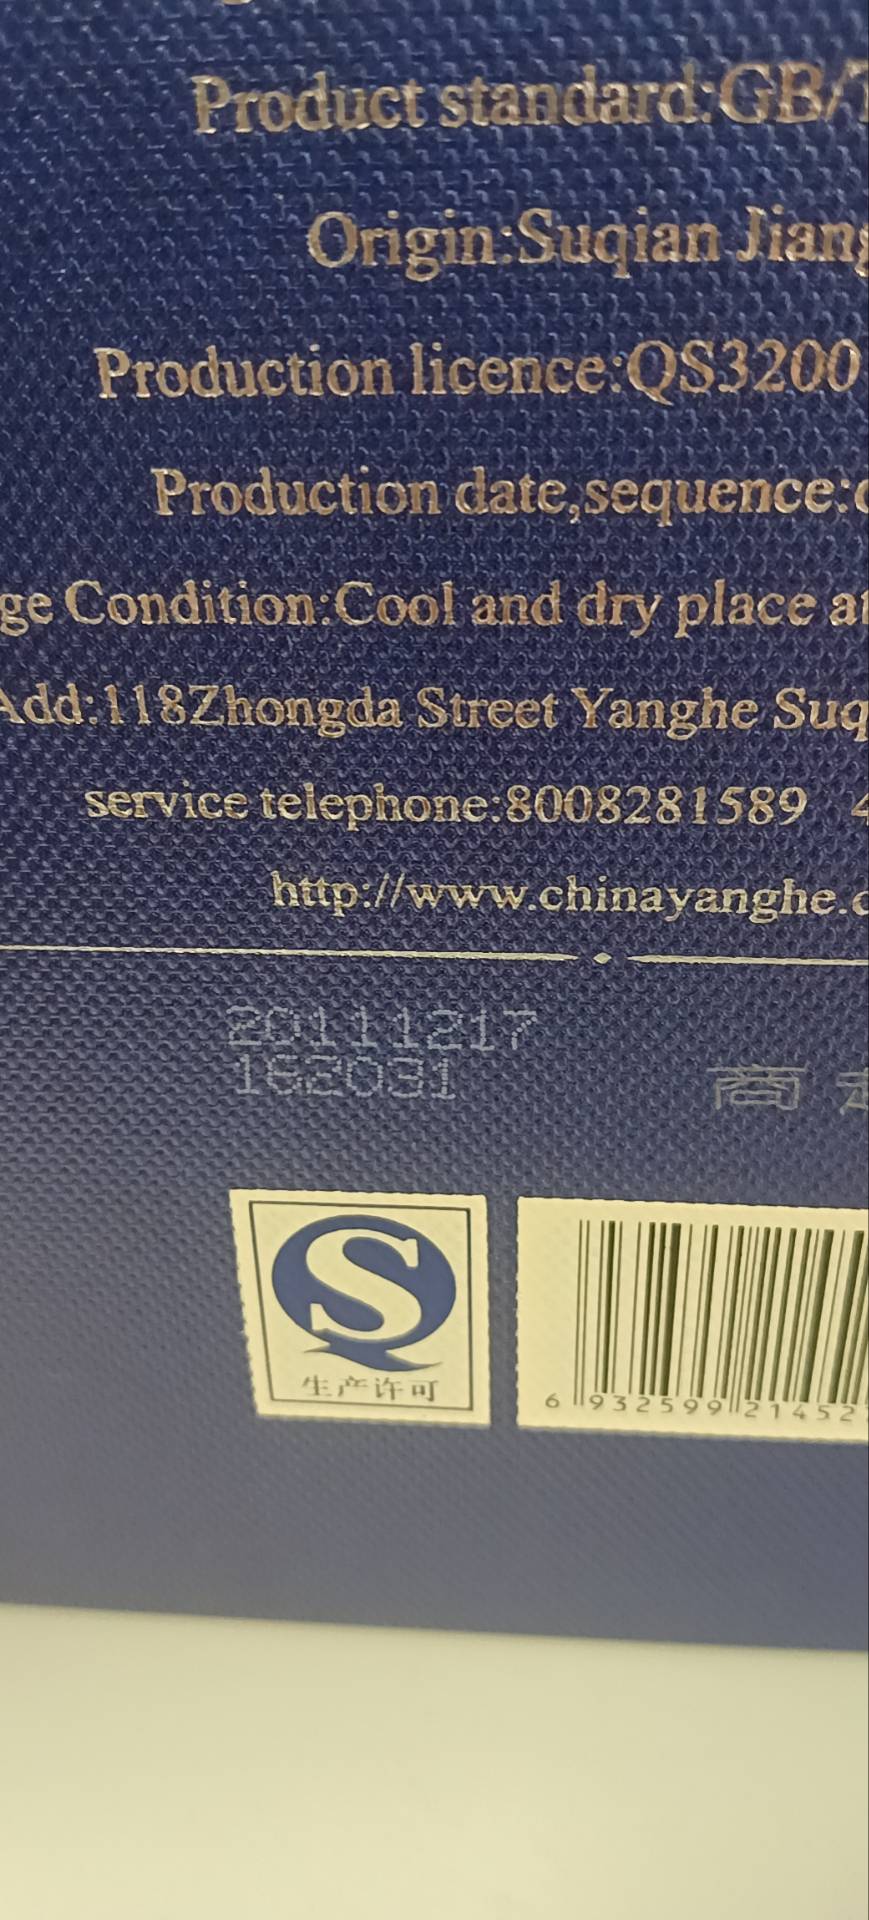 Product standard:GB/T
Origin:Suqian Jiang
Production licence:QS3200
Production date,sequence:
ge Condition:Cool and dry place at
Add:118Zhongda Street Yanghe Suq
service telephone:8008281589 4
http://www.chinayanghe.c
20111217
162031
商
S
生产许可
6 932599 21452